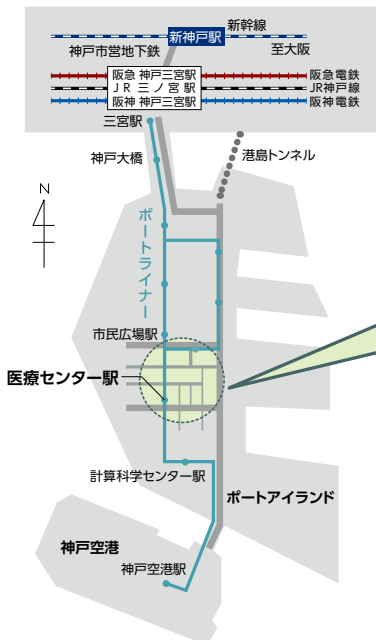 新幹線
新神戸駅
神戸市営地下鉄
至大阪
阪急 神戸三宮駅
阪急電鉄
JR 三ノ宮駅
JR神戸線
阪神 神戸三宮駅
阪神電鉄
三宮駅
神戸大橋
港島トンネル
N
ポートライナー
市民広場駅
医療センター駅
計算科学センター駅
ポートアイランド
神戸空港
神戸空港駅